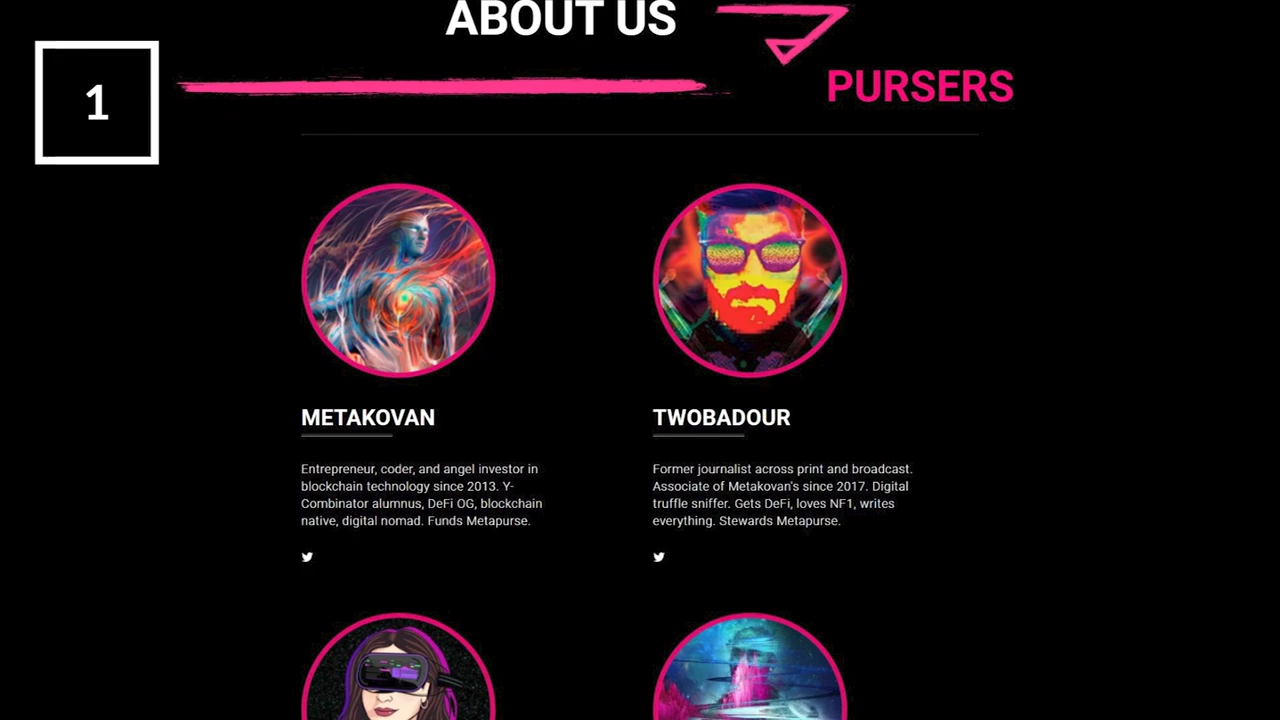 ABOUT US
1
PURSERS
METAKOVAN
Entrepreneur, coder, and angel investor in
blockchain technology since 2013. Y-
Combinator alumnus, DeFi OG, blockchain
native, digital nomad. Funds Metapurse.
TWOBADOUR
Former journalist across print and broadcast.
Associate of Metakovan's since 2017. Digital
truffle sniffer. Gets DeFi, loves NF1, writes
everything. Stewards Metapurse.